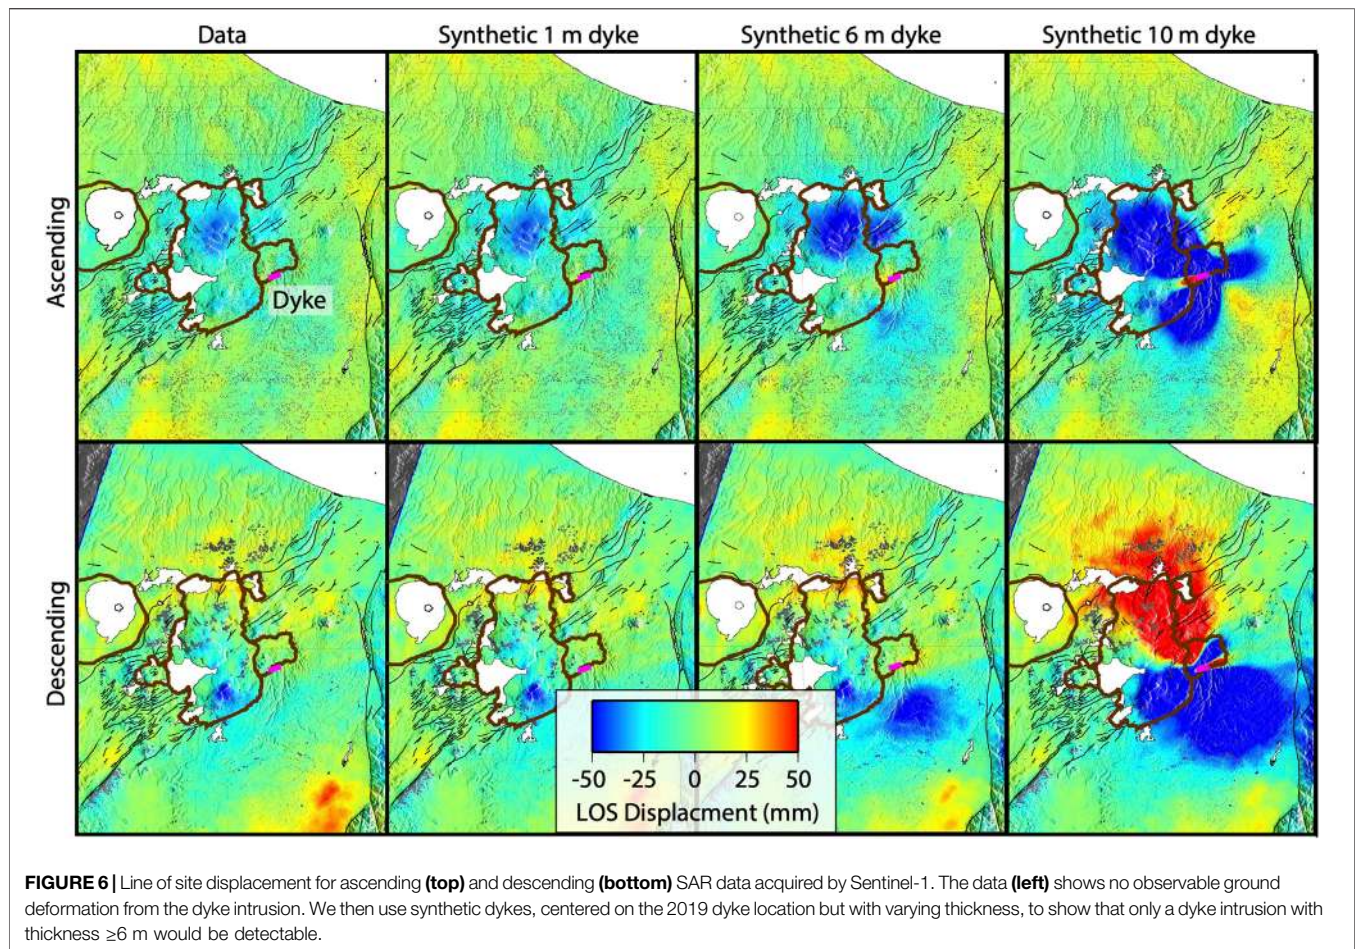 Data
Synthetic 1 m dyke
Synthetic 6 m dyke
Synthetic 10 m dyke
Ascending
Dyke
Descending
-50 -25 0 25 50
LOS Displacment (mm)
FIGURE 6 | Line of site displacement for ascending (top) and descending (bottom) SAR data acquired by Sentinel-1. The data (left) shows no observable ground
deformation from the dyke intrusion. We then use synthetic dykes, centered on the 2019 dyke location but with varying thickness, to show that only a dyke intrusion with
thickness ≥6 m would be detectable.